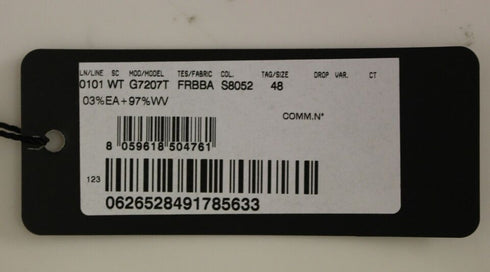 LN/LINE SC MOD/MODEL TES/FABRIC COL. TAG/SIZE DROP VAR. CT
0101 WT G7207T FRBBA S8052 48
03%EA+97%WV
COMM.N*
8 059618 504761
123
0626528491785633